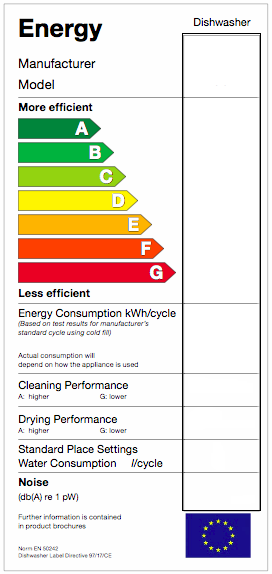 Energy
Dishwasher
Manufacturer
Model
More efficient
A
B
C
D
E
F
G
Less efficient
Energy Consumption kWh/cycle
(Based on test results for manufacturer's
standard cycle using cold fill)
Actual consumption will
depend on how the appliance is used
Cleaning Performance
A: higher G: lower
Drying Performance
A: higher G: lower
Standard Place Settings
Water Consumption l/cycle
Noise
(db(A) re 1 pW)
Further information is contained
in product brochures
Norm EN 50242
Dishwasher Label Directive 97/17/CE